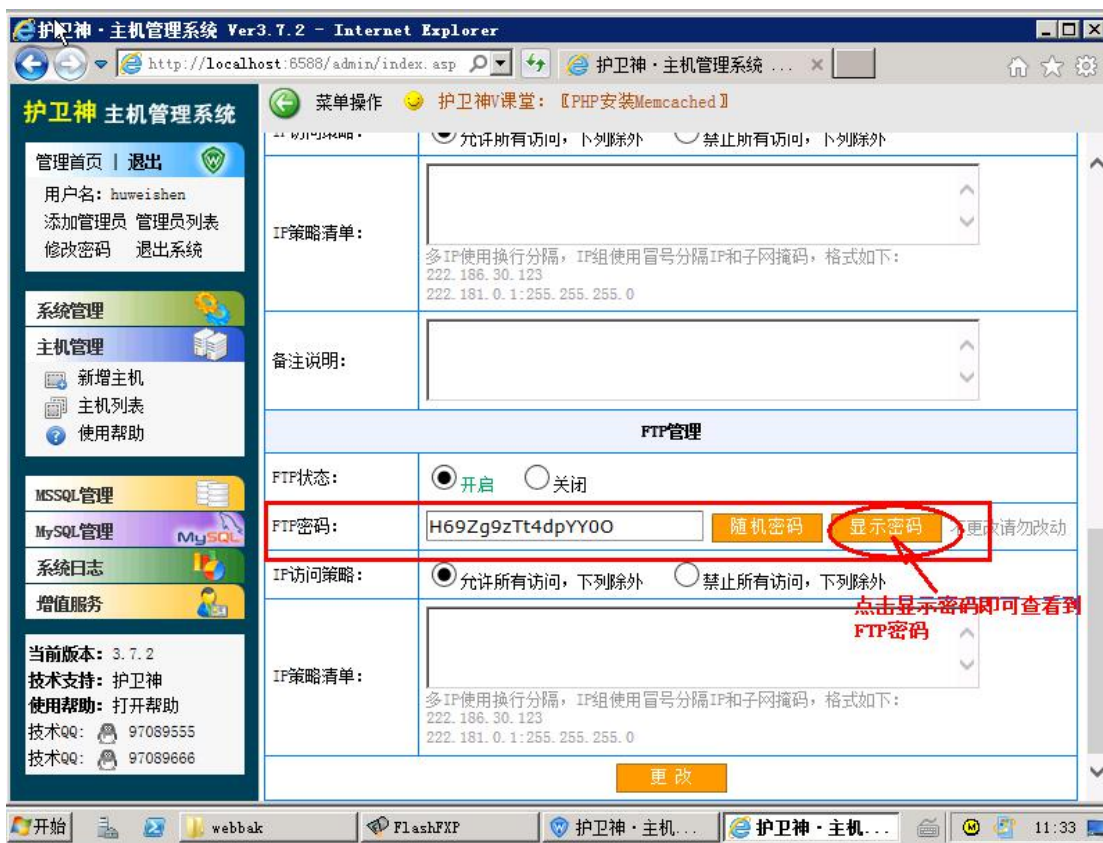 护卫神·主机管理系统 Ver3.7.2 - Internet Explorer
http://localhost:6588/admin/index.asp
护卫神·主机管理系统 ...
护卫神 主机管理系统
菜单操作
护卫神V课堂：〖PHP安装Memcached〗
管理首页 | 退出
用户名：huweishen
添加管理员 管理员列表
修改密码 退出系统
系统管理
主机管理
新增主机
主机列表
使用帮助
MSSQL管理
MySQL管理
MySQL
系统日志
增值服务
当前版本：3.7.2
技术支持：护卫神
使用帮助：打开帮助
技术QQ： 97089555
技术QQ： 97089666
IP访问策略： 允许所有访问，下列除外 禁止所有访问，下列除外
IP策略清单：
多IP使用换行分隔，IP组使用冒号分隔IP和子网掩码，格式如下：
222.186.30.123
222.181.0.1:255.255.255.0
备注说明：
FTP管理
FTP状态： 开启 关闭
FTP密码： H69Zg9zTt4dpYY0O 随机密码 显示密码 不更改请勿改动
IP访问策略： 允许所有访问，下列除外 禁止所有访问，下列除外
点击显示密码即可查看到
FTP密码
IP策略清单：
多IP使用换行分隔，IP组使用冒号分隔IP和子网掩码，格式如下：
222.186.30.123
222.181.0.1:255.255.255.0
更 改
开始
webbak
FlashFXP
护卫神·主机...
护卫神·主机...
11:33